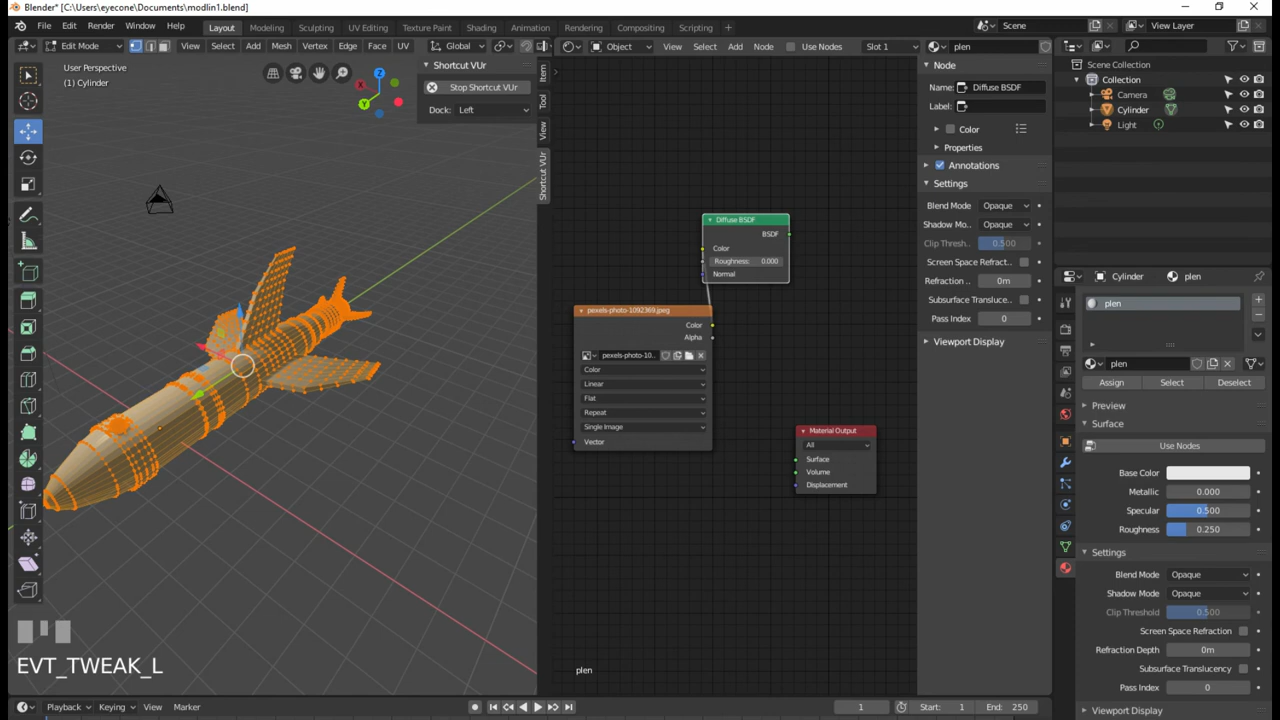 Blender* [C:\Users\eyecone\Documents\modlin1.blend]
File Edit Render Window Help Layout Modeling Sculpting UV Editing Texture Paint Shading Animation Rendering Compositing Scripting + Scene View Layer
Edit Mode View Select Add Mesh Vertex Edge Face UV Global Object View Select Add Node Use Nodes Slot 1 plen
User Perspective
(1) Cylinder
Shortcut VUr
Stop Shortcut VUr
Dock: Left
Item
Tool
View
Shortcut VUr
X
Y
Z
Diffuse BSDF
BSDF
Color
Roughness: 0.000
Normal
pexels-photo-1092369.jpeg
Color
Alpha
pexels-photo-10..
Color
Linear
Flat
Repeat
Single Image
Vector
Material Output
All
Surface
Volume
Displacement
plen
Node
Name: Diffuse BSDF
Label:
Color
Properties
Annotations
Settings
Blend Mode Opaque
Shadow Mo.. Opaque
Clip Thresh.. 0.500
Screen Space Refract..
Refraction .. 0m
Subsurface Transluce..
Pass Index 0
Viewport Display
Scene Collection
Collection
Camera
Cylinder
Light
Cylinder plen
plen
plen
Assign Select Deselect
Preview
Surface
Use Nodes
Base Color
Metallic 0.000
Specular 0.500
Roughness 0.250
Settings
Blend Mode Opaque
Shadow Mode Opaque
Clip Threshold 0.500
Screen Space Refraction
Refraction Depth 0m
Subsurface Translucency
Pass Index 0
Viewport Display
EVT_TWEAK_L
Playback Keying View Marker 1 Start: 1 End: 250